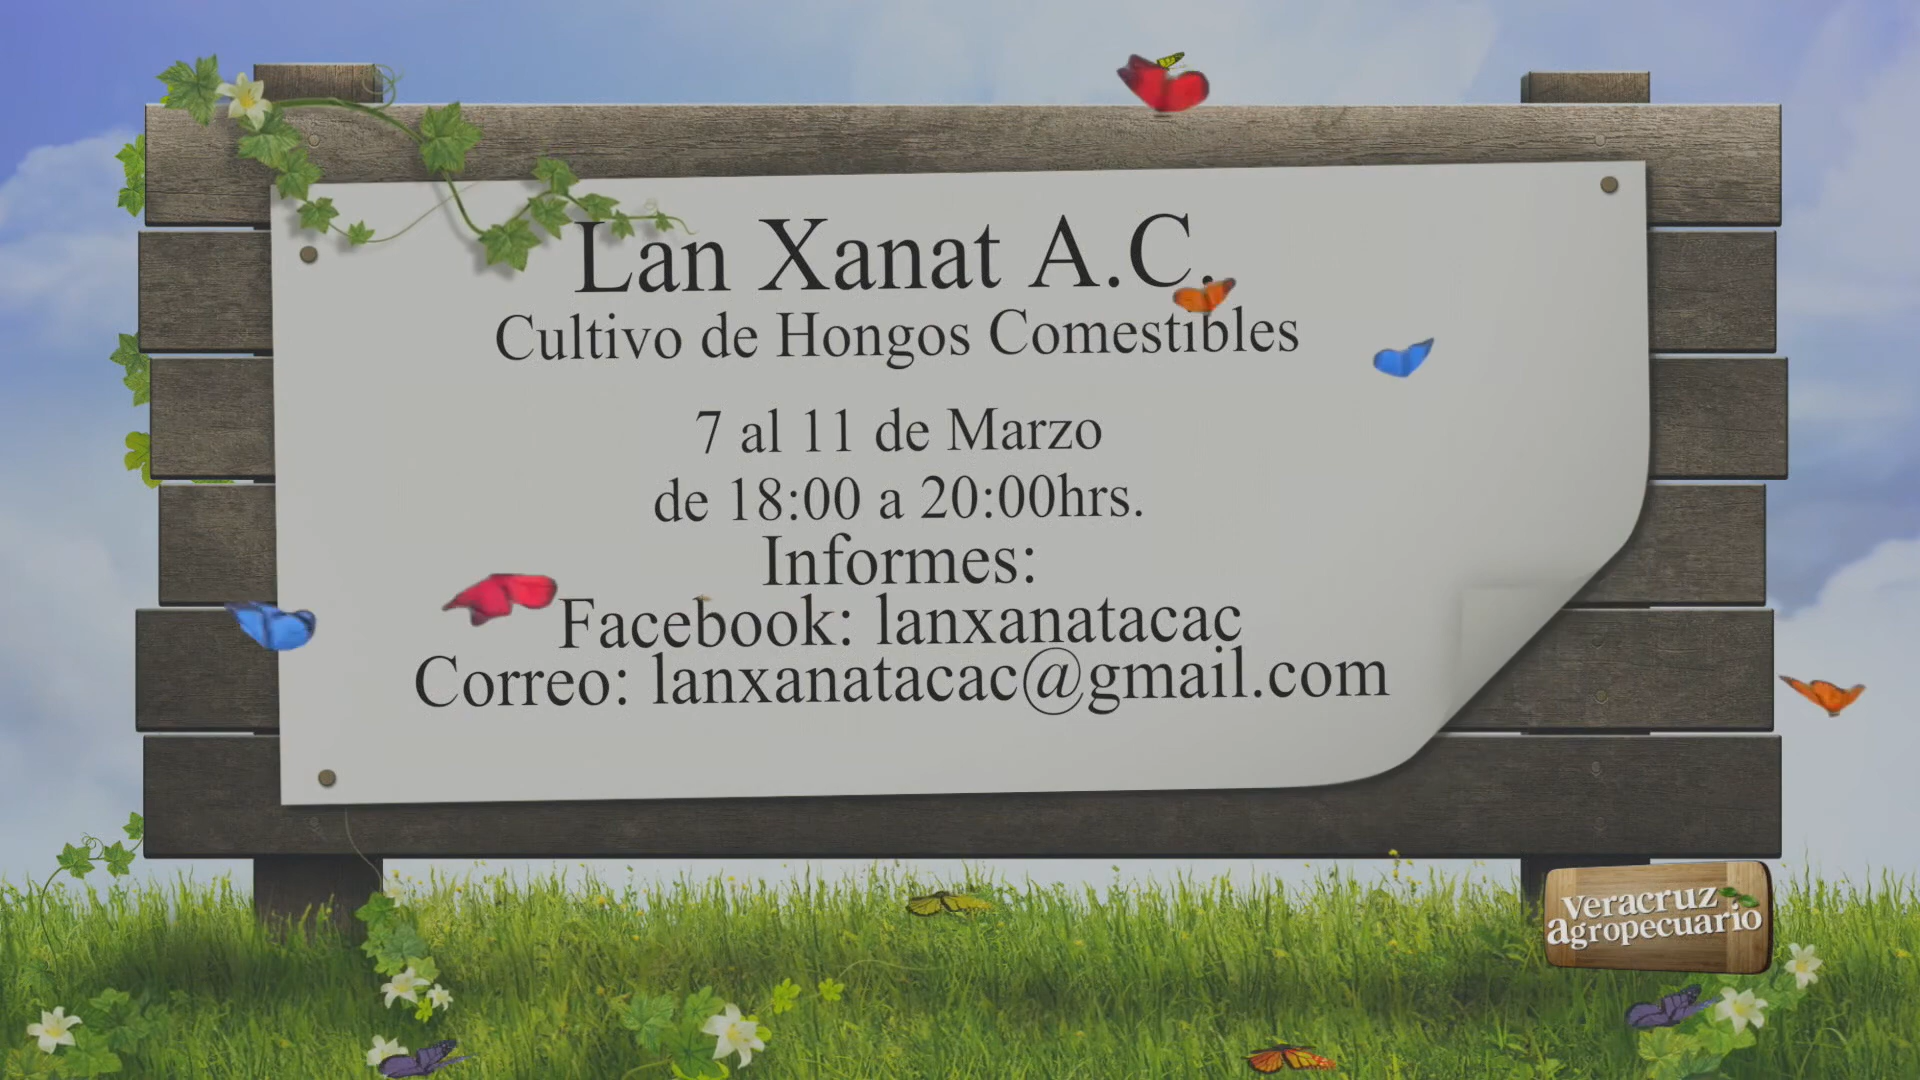 Lan Xanat A.C.
Cultivo de Hongos Comestibles
7 al 11 de Marzo
de 18:00 a 20:00hrs.
Informes:
Facebook: lanxanatacac
Correo: lanxanatacac@gmail.com
veracruz
agropecuario